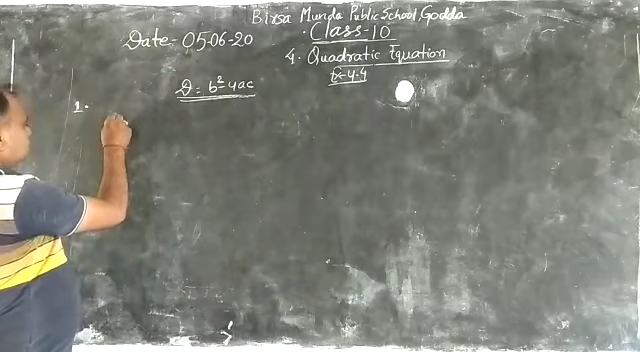 Birsa Munda Public School, Godda
Date- 05-06-20
Class-10
4. Quadratic Equation
Ex-4.4
D = b²-4ac
1.